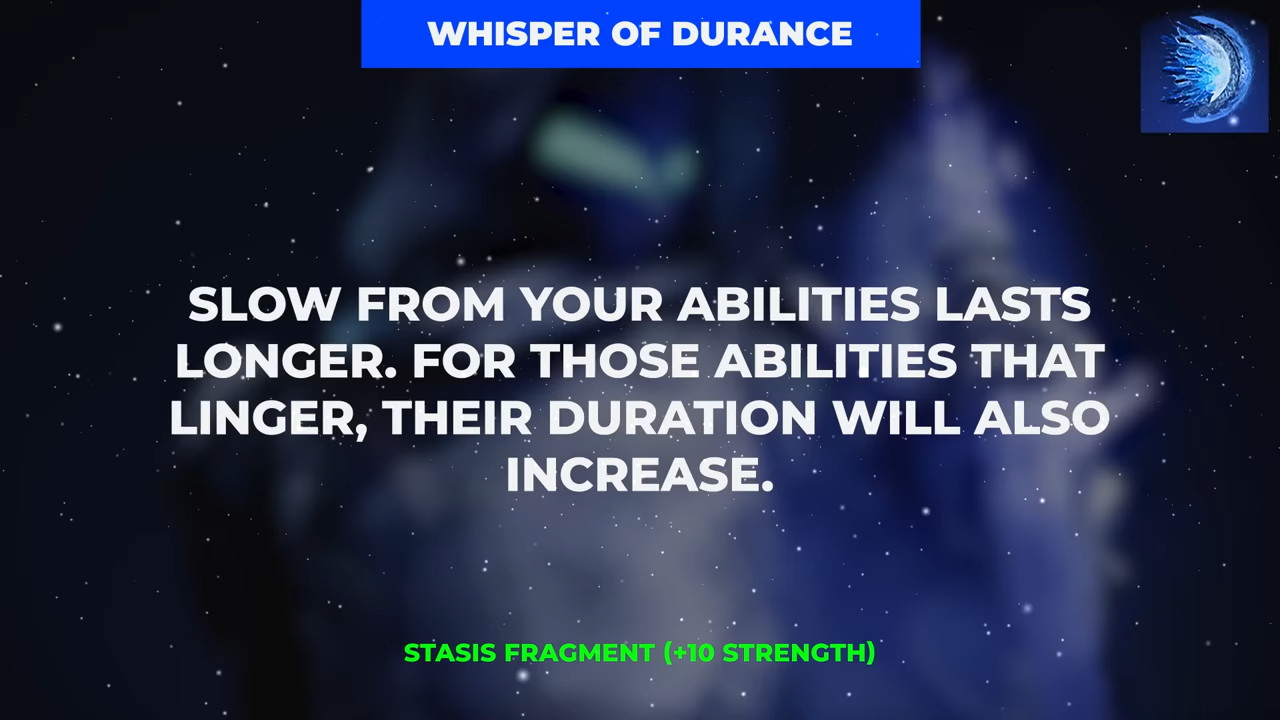 WHISPER OF DURANCE
SLOW FROM YOUR ABILITIES LASTS
LONGER. FOR THOSE ABILITIES THAT
LINGER, THEIR DURATION WILL ALSO
INCREASE.
STASIS FRAGMENT (+10 STRENGTH)